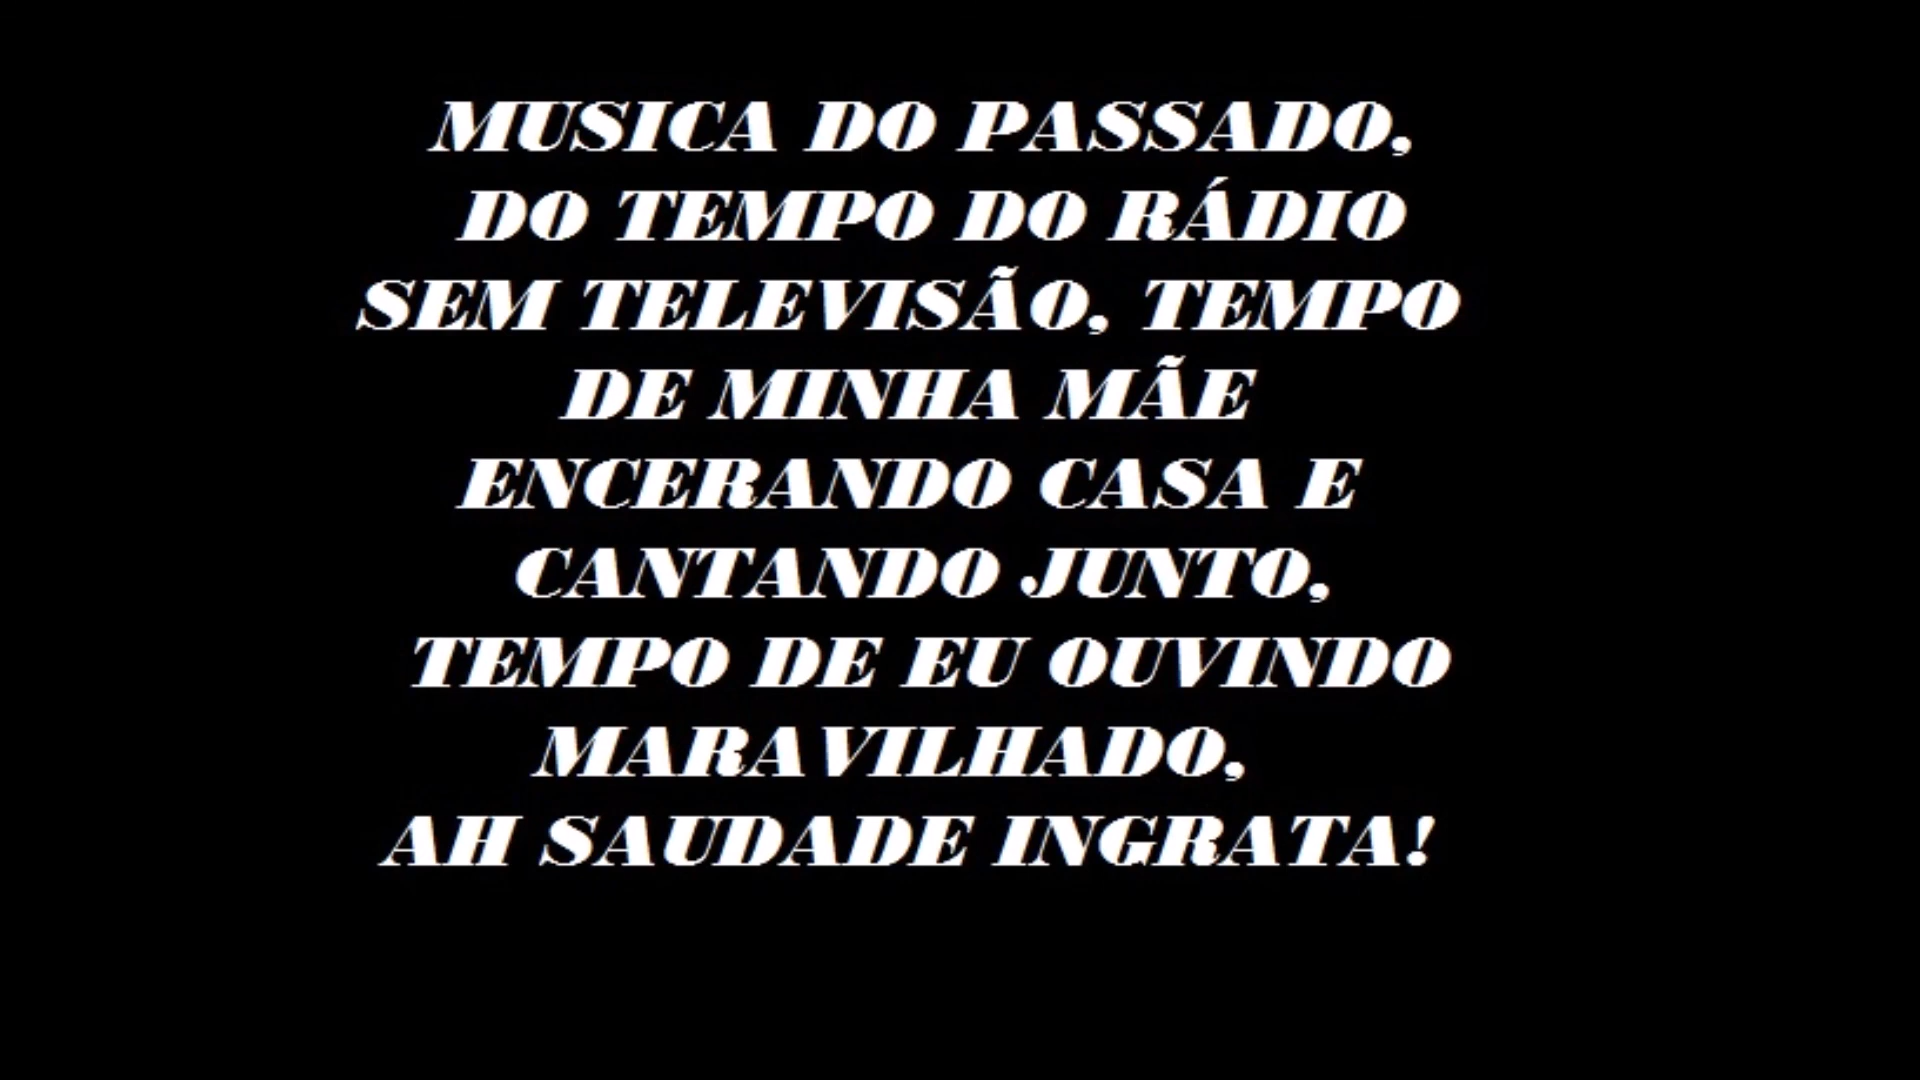 MUSICA DO PASSADO,
DO TEMPO DO RÁDIO
SEM TELEVISÃO, TEMPO
DE MINHA MÃE
ENCERANDO CASA E
CANTANDO JUNTO,
TEMPO DE EU OUVINDO
MARAVILHADO,
AH SAUDADE INGRATA!